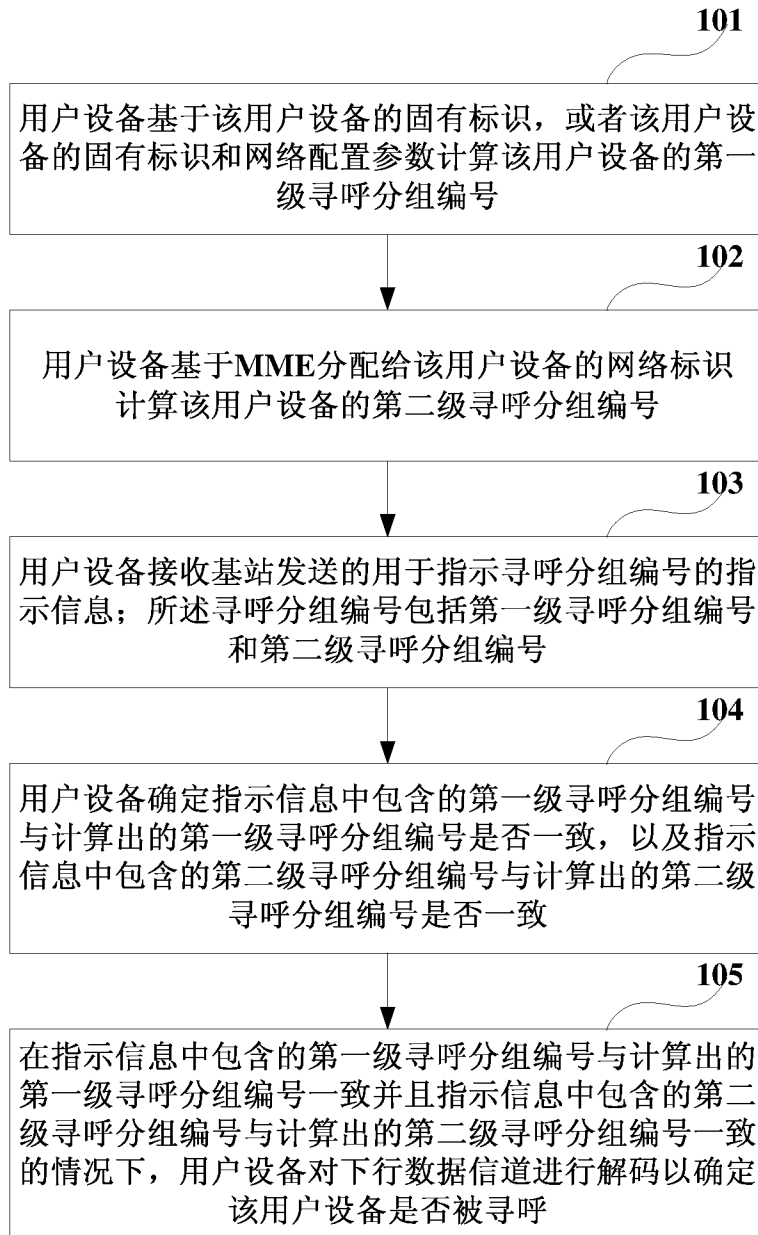 101
用户设备基于该用户设备的固有标识，或者该用户设
备的固有标识和网络配置参数计算该用户设备的第一
级寻呼分组编号
102
用户设备基于MME分配给该用户设备的网络标识
计算该用户设备的第二级寻呼分组编号
103
用户设备接收基站发送的用于指示寻呼分组编号的指
示信息；所述寻呼分组编号包括第一级寻呼分组编号
和第二级寻呼分组编号
104
用户设备确定指示信息中包含的第一级寻呼分组编号
与计算出的第一级寻呼分组编号是否一致，以及指示
信息中包含的第二级寻呼分组编号与计算出的第二级
寻呼分组编号是否一致
105
在指示信息中包含的第一级寻呼分组编号与计算出的
第一级寻呼分组编号一致并且指示信息中包含的第二
级寻呼分组编号与计算出的第二级寻呼分组编号一致
的情况下，用户设备对下行数据信道进行解码以确定
该用户设备是否被寻呼